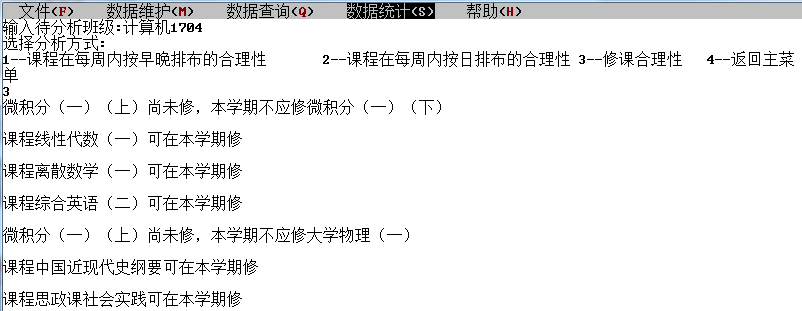 文件(F) 数据维护(M) 数据查询(Q) 数据统计(S) 帮助(H)
输入待分析班级:计算机1704
选择分析方式:
1--课程在每周内按早晚排布的合理性 2--课程在每周内按日排布的合理性 3--修课合理性 4--返回主菜
单
3
微积分（一）（上）尚未修，本学期不应修微积分（一）（下）
课程线性代数（一）可在本学期修
课程离散数学（一）可在本学期修
课程综合英语（二）可在本学期修
微积分（一）（上）尚未修，本学期不应修大学物理（一）
课程中国近现代史纲要可在本学期修
课程思政课社会实践可在本学期修